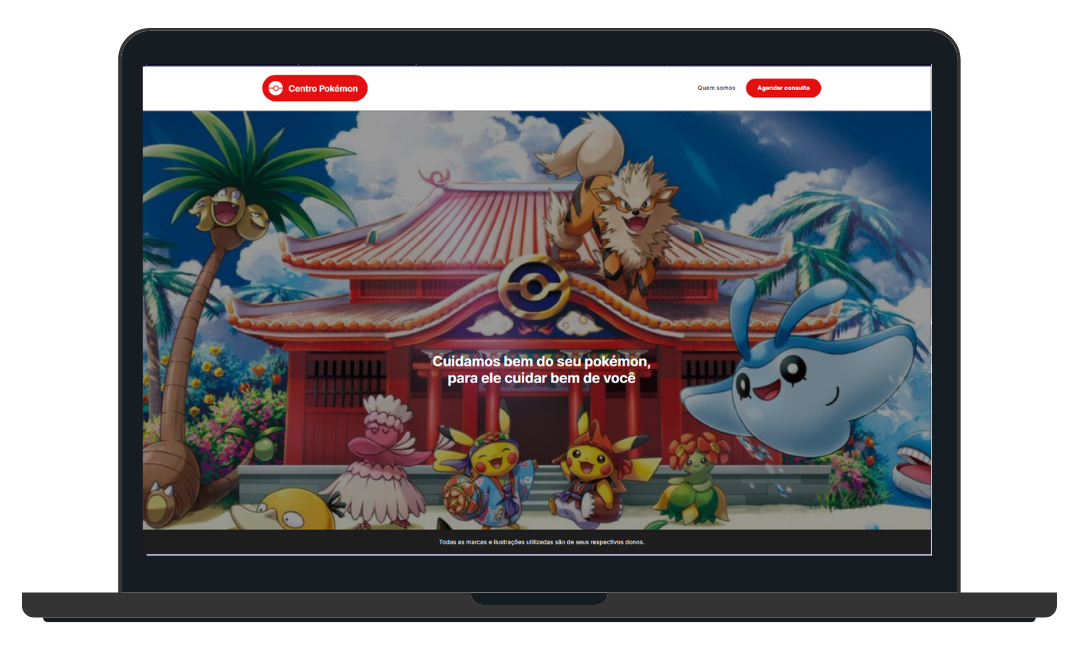 Centro Pokémon
Quem somos
Agendar consulta
Cuidamos bem do seu pokémon,
para ele cuidar bem de você
Todas as marcas e ilustrações utilizadas são de seus respectivos donos.